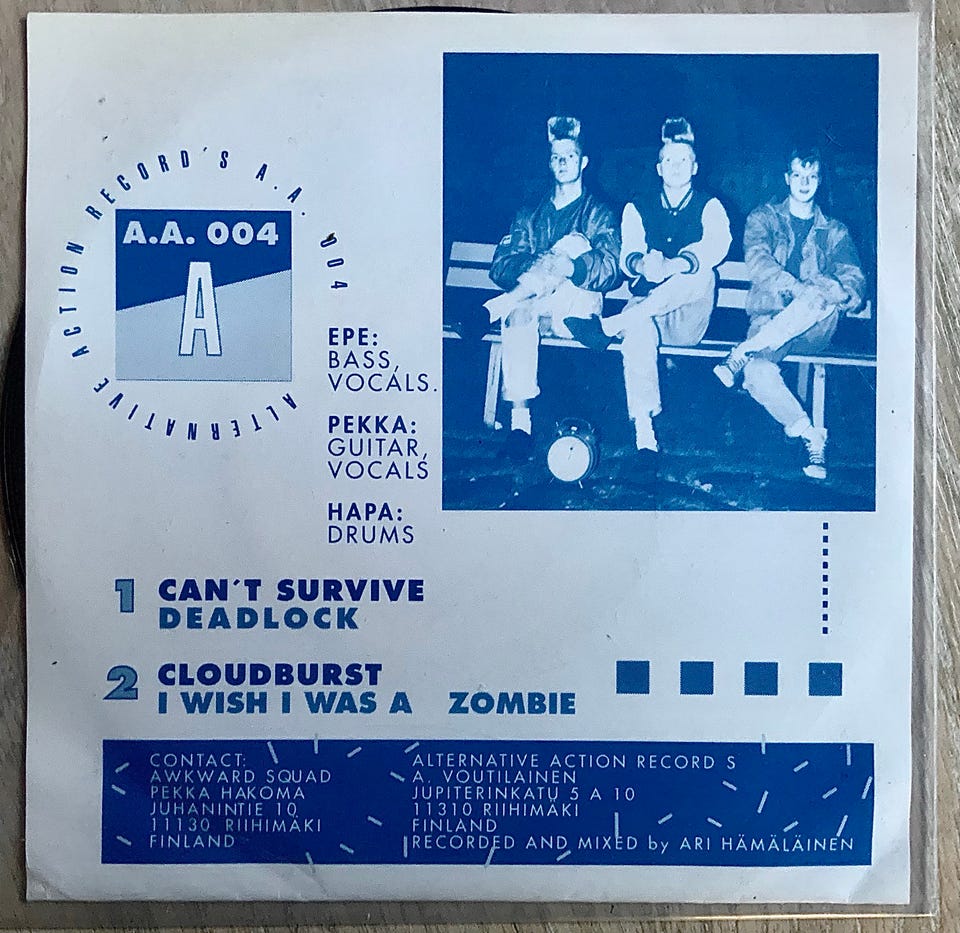 ALTERNATIVE ACTION RECORD´S A.A. 004
A.A. 004
A
EPE:
BASS,
VOCALS.
PEKKA:
GUITAR,
VOCALS
HAPA:
DRUMS
1 CAN´T SURVIVE
DEADLOCK
2 CLOUDBURST
I WISH I WAS A ZOMBIE
CONTACT:
AWKWARD SQUAD
PEKKA HAKOMA
JUHANINTIE 10
11130 RIIHIMÄKI
FINLAND
ALTERNATIVE ACTION RECORD S
A. VOUTILAINEN
JUPITERINKATU 5 A 10
11310 RIIHIMÄKI
FINLAND
RECORDED AND MIXED by ARI HÄMÄLÄINEN